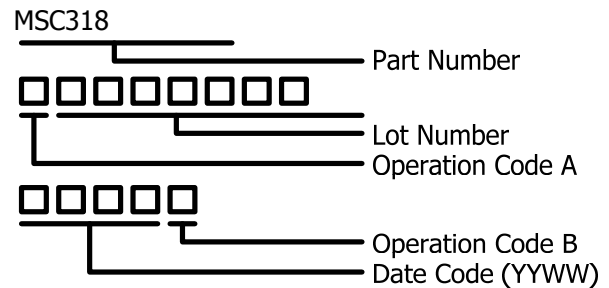 MSC318
Part Number
Lot Number
Operation Code A
Operation Code B
Date Code (YYWW)